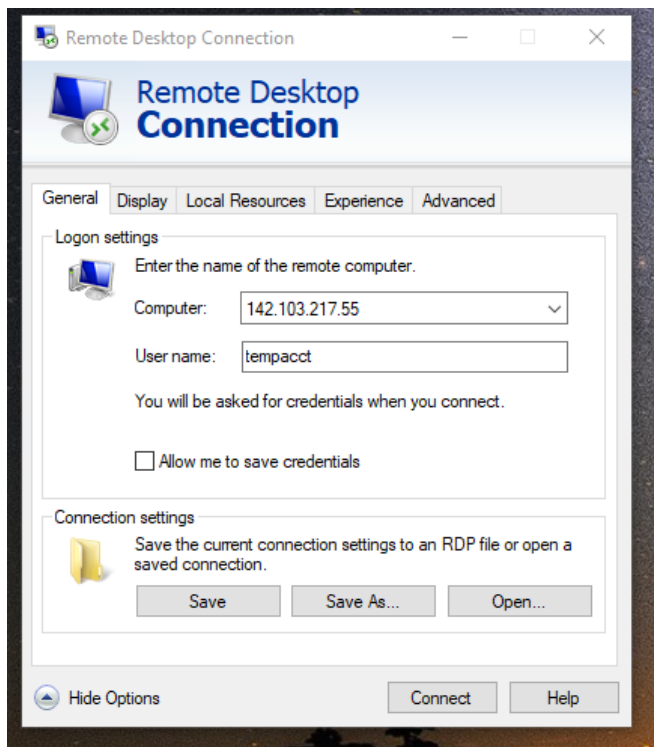 Remote Desktop Connection
Remote Desktop
Connection
General Display Local Resources Experience Advanced
Logon settings
Enter the name of the remote computer.
Computer: 142.103.217.55
User name: tempacct
You will be asked for credentials when you connect.
Allow me to save credentials
Connection settings
Save the current connection settings to an RDP file or open a
saved connection.
Save Save As... Open...
Hide Options Connect Help